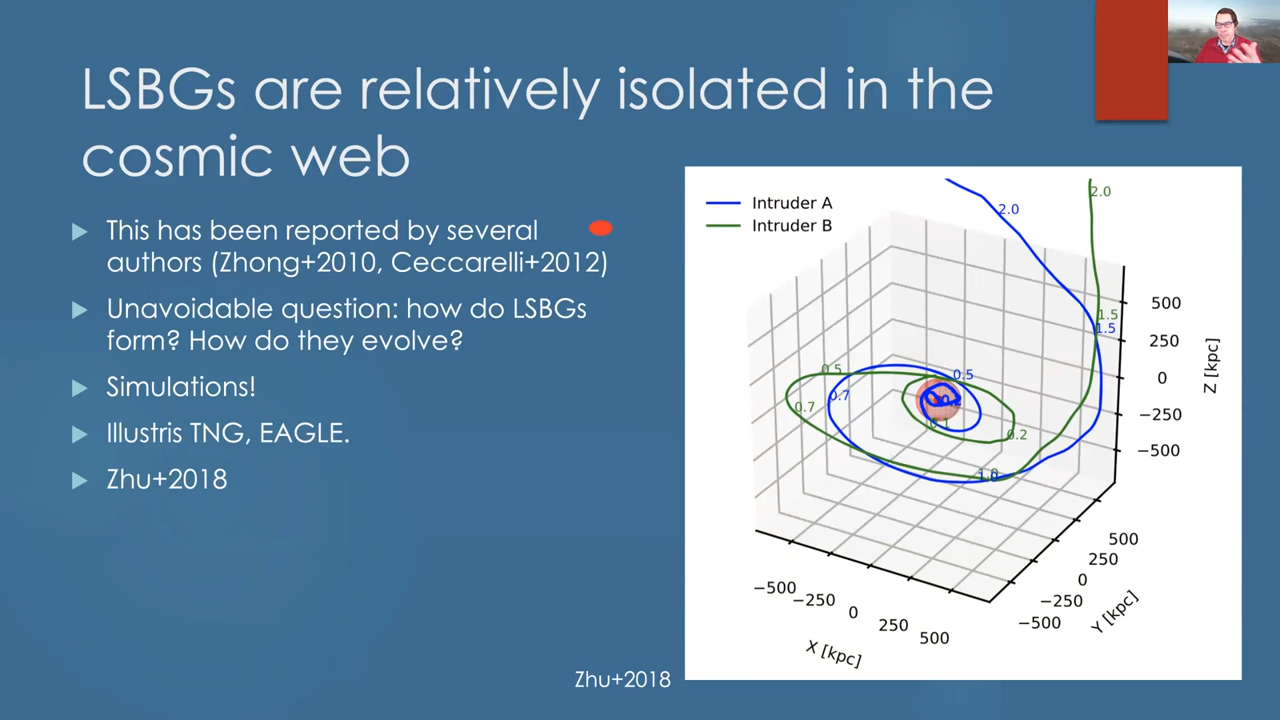 LSBGs are relatively isolated in the
cosmic web
This has been reported by several
authors (Zhong+2010, Ceccarelli+2012)
Unavoidable question: how do LSBGs
form? How do they evolve?
Simulations!
Illustris TNG, EAGLE.
Zhu+2018
Zhu+2018
Intruder A
Intruder B
2.0
2.0
1.5
1.5
0.5
0.5
0.7
0.7
0.1
0.2
1.0
500
250
0
−250
−500
Z [kpc]
500
250
0
−250
−500
Y [kpc]
−500
−250
0
250
500
X [kpc]